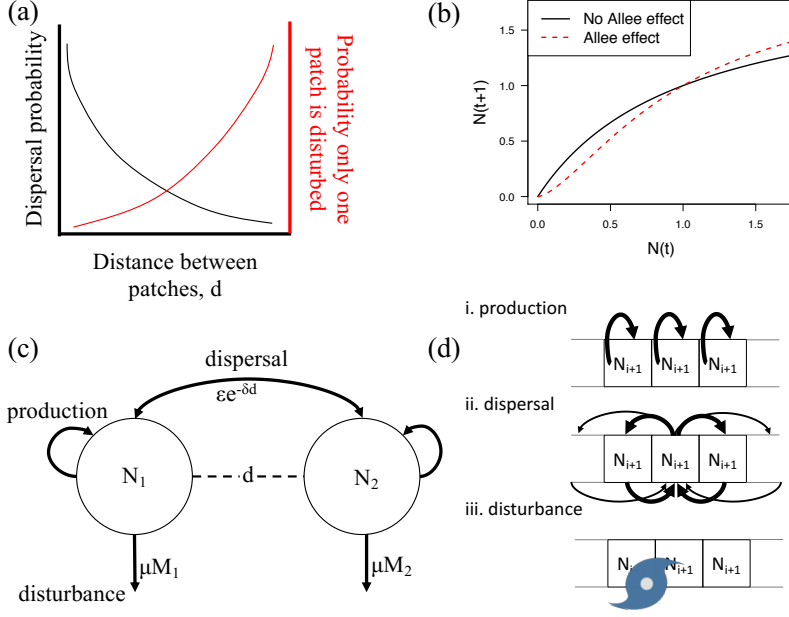 (a)
Dispersal probability
Probability only one
patch is disturbed
Distance between
patches, d
(b)
No Allee effect
Allee effect
N(t+1)
1.5
1.0
0.5
0.0
0.0
0.5
1.0
1.5
N(t)
(c)
dispersal
εe^-δd
production
N1
d
N2
μM1
μM2
disturbance
(d)
i. production
Ni+1
Ni+1
Ni+1
ii. dispersal
Ni+1
Ni+1
Ni+1
iii. disturbance
Ni+1
Ni+1